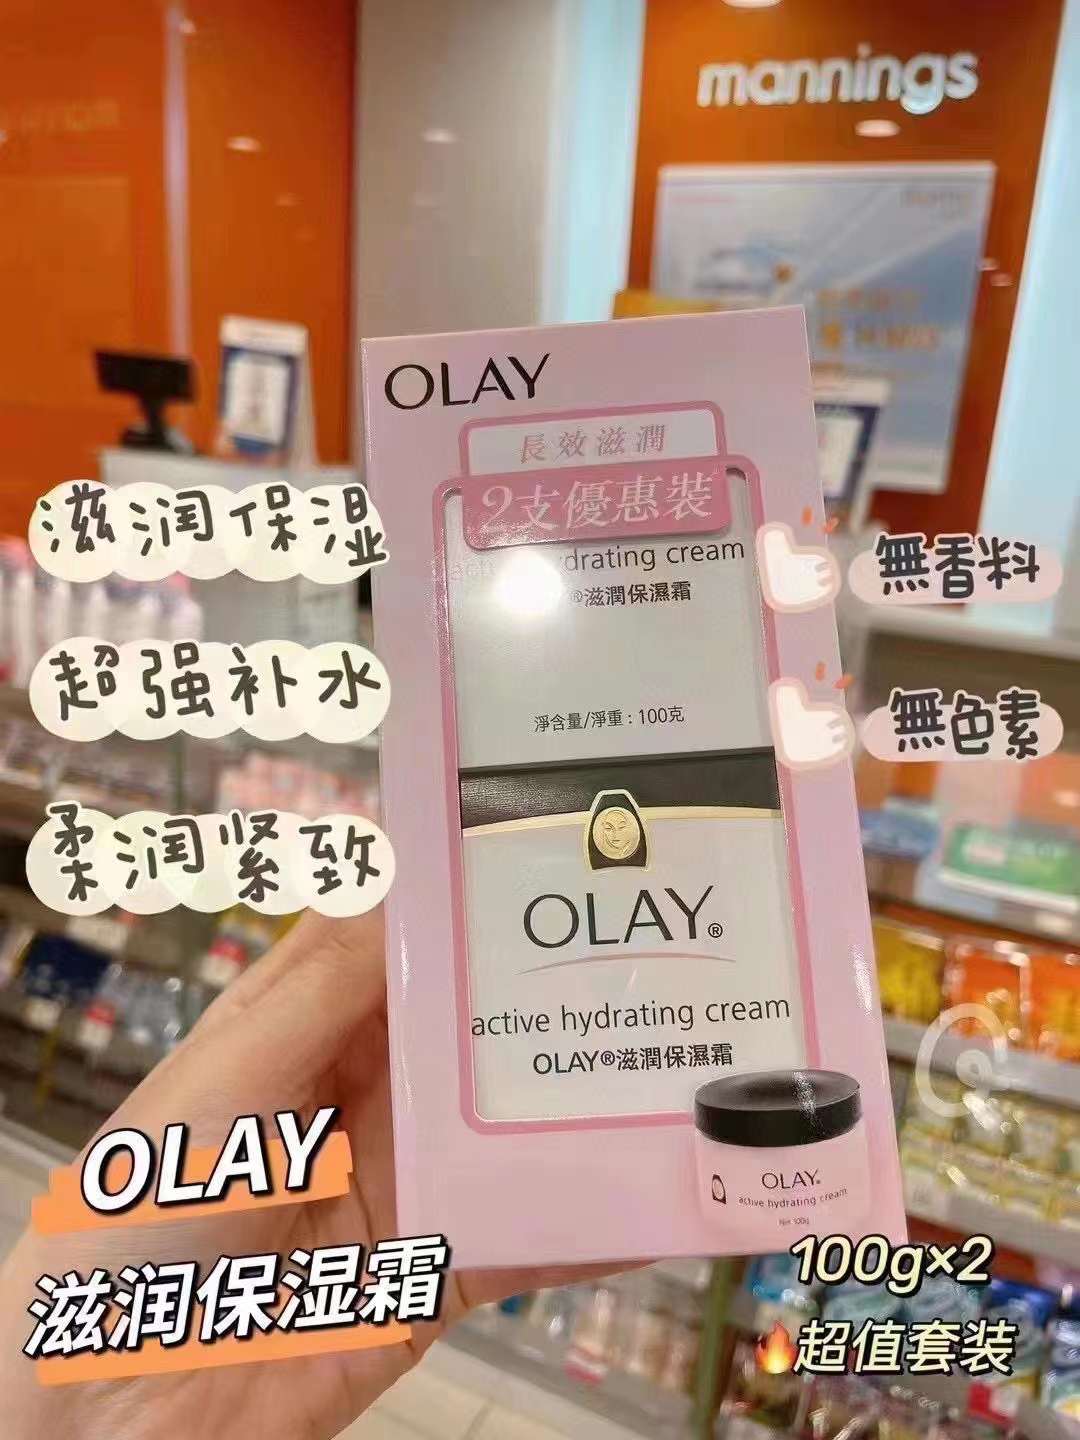 mannings
OLAY
長效滋潤
2支優惠裝
drating cream
®滋潤保濕霜
淨含量/淨重：100克
滋润保湿
超强补水
柔润紧致
無香料
無色素
OLAY®
active hydrating cream
OLAY®滋潤保濕霜
OLAY®
active hydrating cream
Net 100g
OLAY
滋润保湿霜
100g×2
🔥超值套装